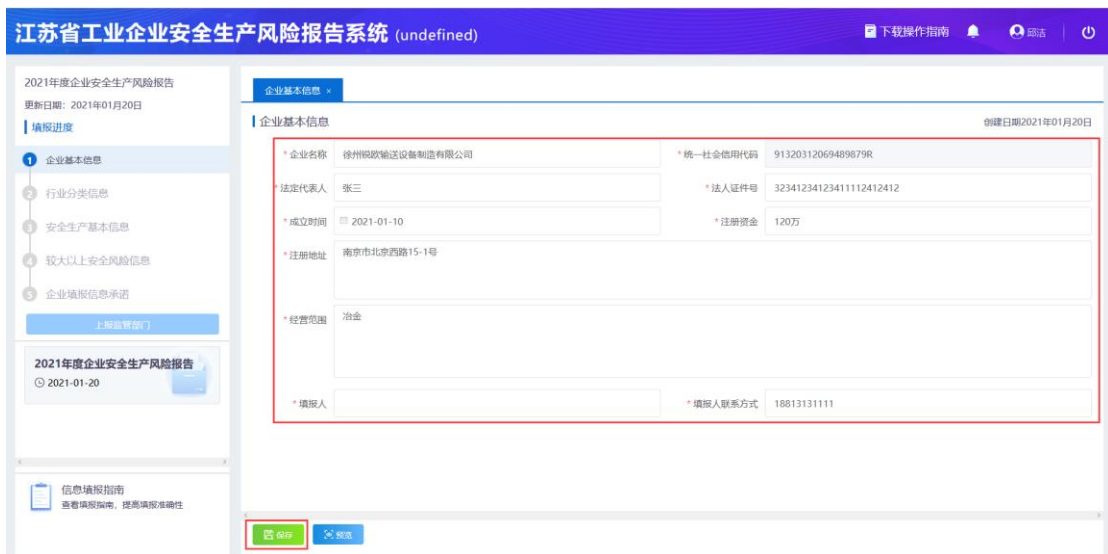 江苏省工业企业安全生产风险报告系统 (undefined)
下载操作指南
邱洁
2021年度企业安全生产风险报告
更新日期：2021年01月20日
填报进度
1 企业基本信息
2 行业分类信息
3 安全生产基本信息
4 较大以上安全风险信息
5 企业填报信息承诺
上报监管部门
2021年度企业安全生产风险报告
2021-01-20
信息填报指南
查看填报指南，提高填报准确性
企业基本信息 ×
企业基本信息
创建日期2021年01月20日
* 企业名称 徐州锐欧输送设备制造有限公司
* 统一社会信用代码 91320312069489879R
* 法定代表人 张三
* 法人证件号 32341234123411112412412
* 成立时间 2021-01-10
* 注册资金 120万
* 注册地址 南京市北京西路15-1号
* 经营范围 冶金
* 填报人
* 填报人联系方式 18813131111
保存
预览